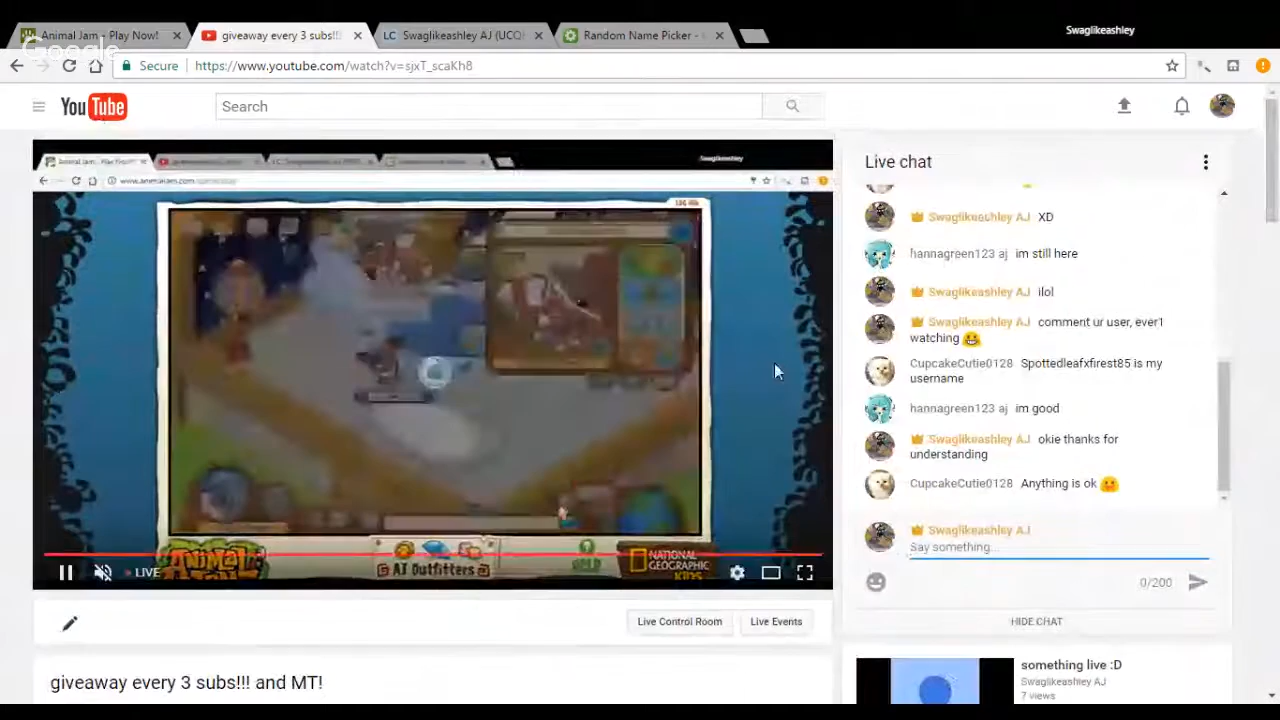 Swaglikeashley
Animal Jam - Play Now!
giveaway every 3 subs!!!
Swaglikeashley AJ (UCQ
Random Name Picker -
Google
Secure
https://www.youtube.com/watch?v=sjxT_scaKh8
YouTube
Search
Live chat
Swaglikeashley AJ XD
hannagreen123 aj im still here
Swaglikeashley AJ ilol
Swaglikeashley AJ comment ur user, ever1
watching
CupcakeCutie0128 Spottedleafxfirest85 is my
username
hannagreen123 aj im good
Swaglikeashley AJ okie thanks for
understanding
CupcakeCutie0128 Anything is ok
Swaglikeashley AJ
Say something...
0/200
HIDE CHAT
Swaglikeashley
LOG
AJ Outfitters
NATIONAL
GEOGRAPHIC
KIDS
LIVE
Live Control Room
Live Events
giveaway every 3 subs!!! and MT!
something live :D
Swaglikeashley AJ
7 views